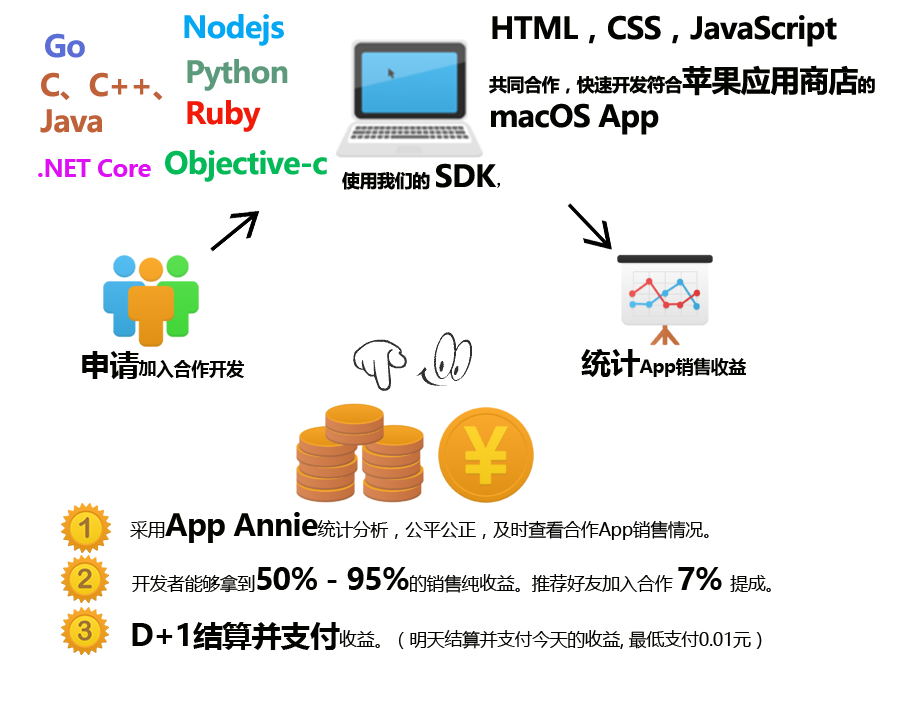 Go
C、C++、
Java
.NET Core
Nodejs
Python
Ruby
Objective-c
使用我们的 SDK，
HTML，CSS，JavaScript
共同合作，快速开发符合苹果应用商店的
macOS App
申请加入合作开发
统计App销售收益
¥
1 采用App Annie统计分析，公平公正，及时查看合作App销售情况。
2 开发者能够拿到50% - 95%的销售纯收益。推荐好友加入合作 7% 提成。
3 D+1结算并支付收益。（明天结算并支付今天的收益, 最低支付0.01元）